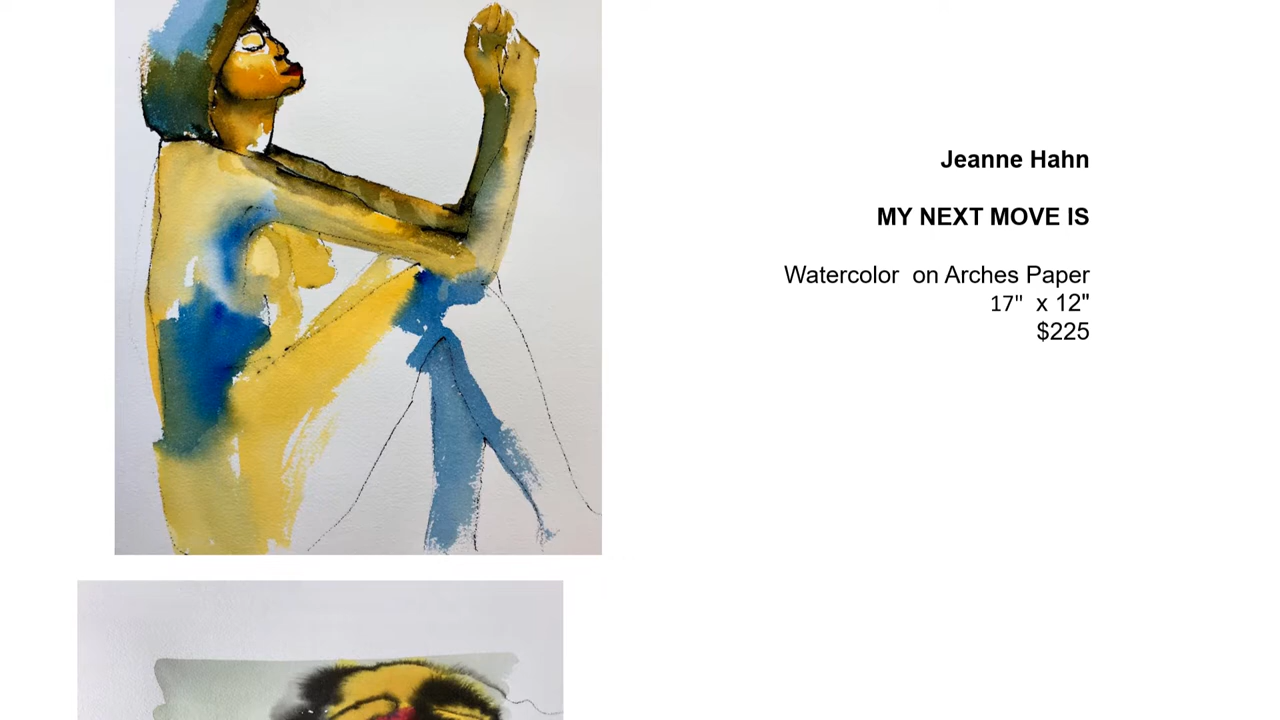 Jeanne Hahn
MY NEXT MOVE IS
Watercolor  on Arches Paper
17"  x 12"
$225